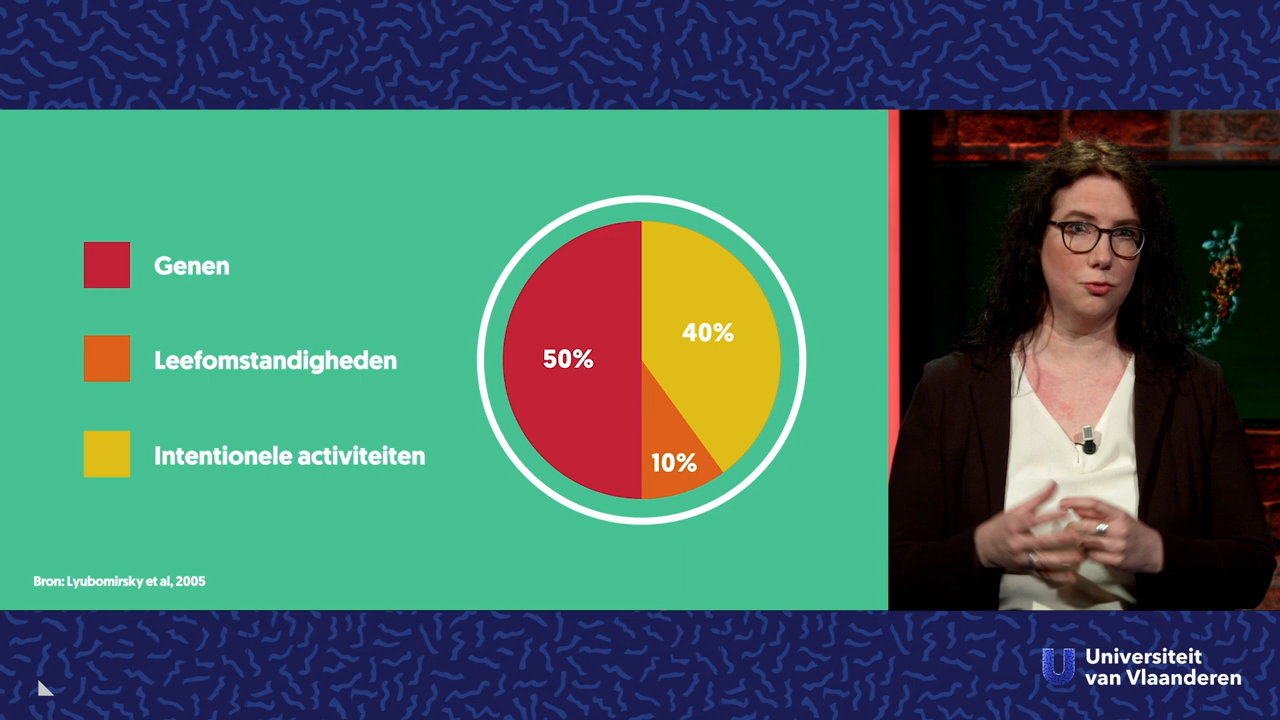 Genen
Leefomstandigheden
Intentionele activiteiten
50%
40%
10%
Bron: Lyubomirsky et al, 2005
Universiteit
van Vlaanderen